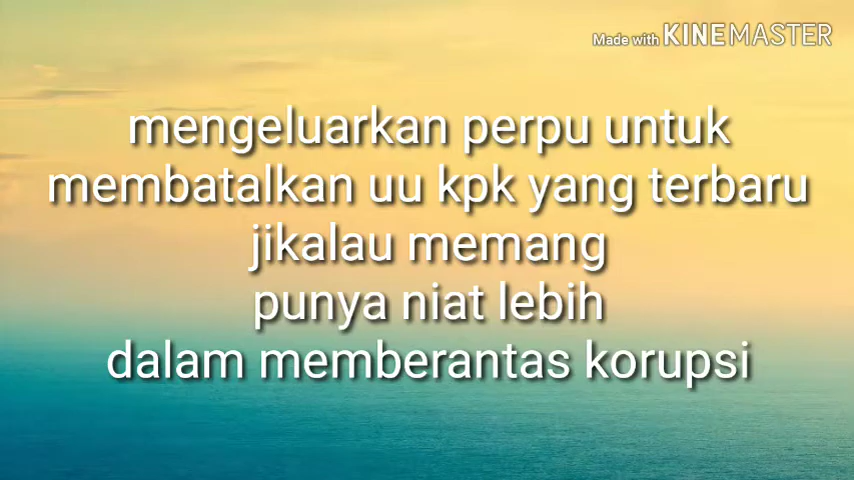 Made with KINEMASTER
mengeluarkan perpu untuk
membatalkan uu kpk yang terbaru
jikalau memang
punya niat lebih
dalam memberantas korupsi